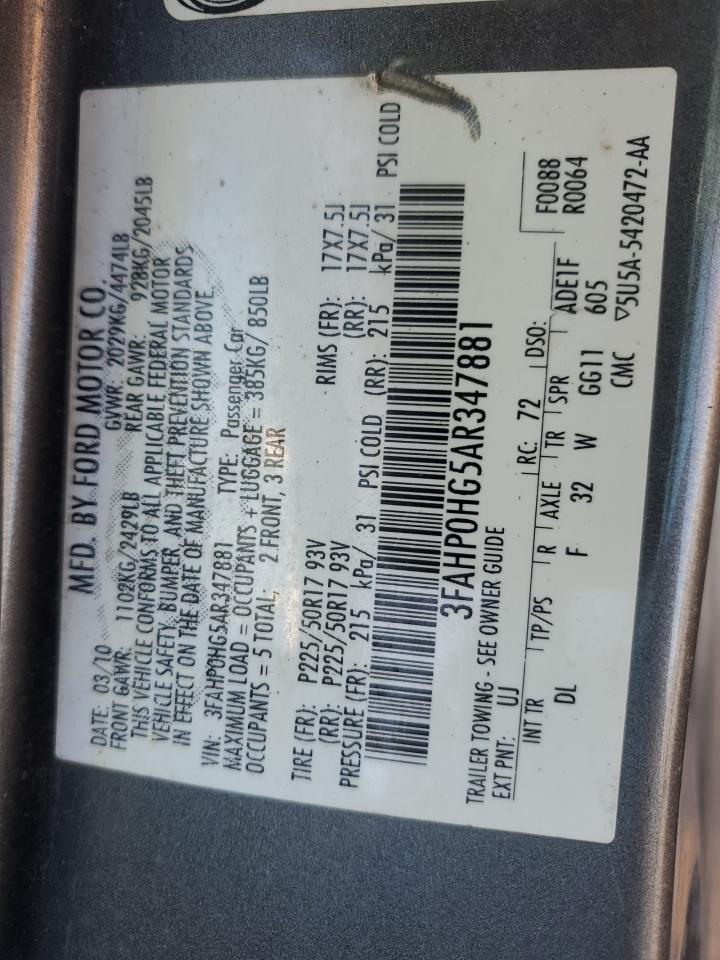 MFD. BY FORD MOTOR CO.
DATE: 03/10 GVWR: 2029KG/4474LB
FRONT GAWR: 1102KG/2429LB REAR GAWR: 928KG/2045LB
THIS VEHICLE CONFORMS TO ALL APPLICABLE FEDERAL MOTOR
VEHICLE SAFETY, BUMPER, AND THEFT PREVENTION STANDARDS
IN EFFECT ON THE DATE OF MANUFACTURE SHOWN ABOVE.
VIN: 3FAHP0HG5AR347881 TYPE: Passenger Car
MAXIMUM LOAD = OCCUPANTS + LUGGAGE = 385KG/ 850LB
OCCUPANTS = 5 TOTAL, 2 FRONT, 3 REAR
TIRE (FR): P225/50R17 93V RIMS (FR): 17X7.5J
(RR): P225/50R17 93V (RR): 17X7.5J
PRESSURE (FR): 215 kPa/ 31 PSI COLD (RR): 215 kPa/ 31 PSI COLD
3FAHP0HG5AR347881
TRAILER TOWING - SEE OWNER GUIDE
EXT PNT: UJ RC: 72 DSO: F0088
R0064
INT TR TP/PS R AXLE TR SPR ADE1F
DL F 32 W GG11 605
CMC ▽5U5A-5420472-AA